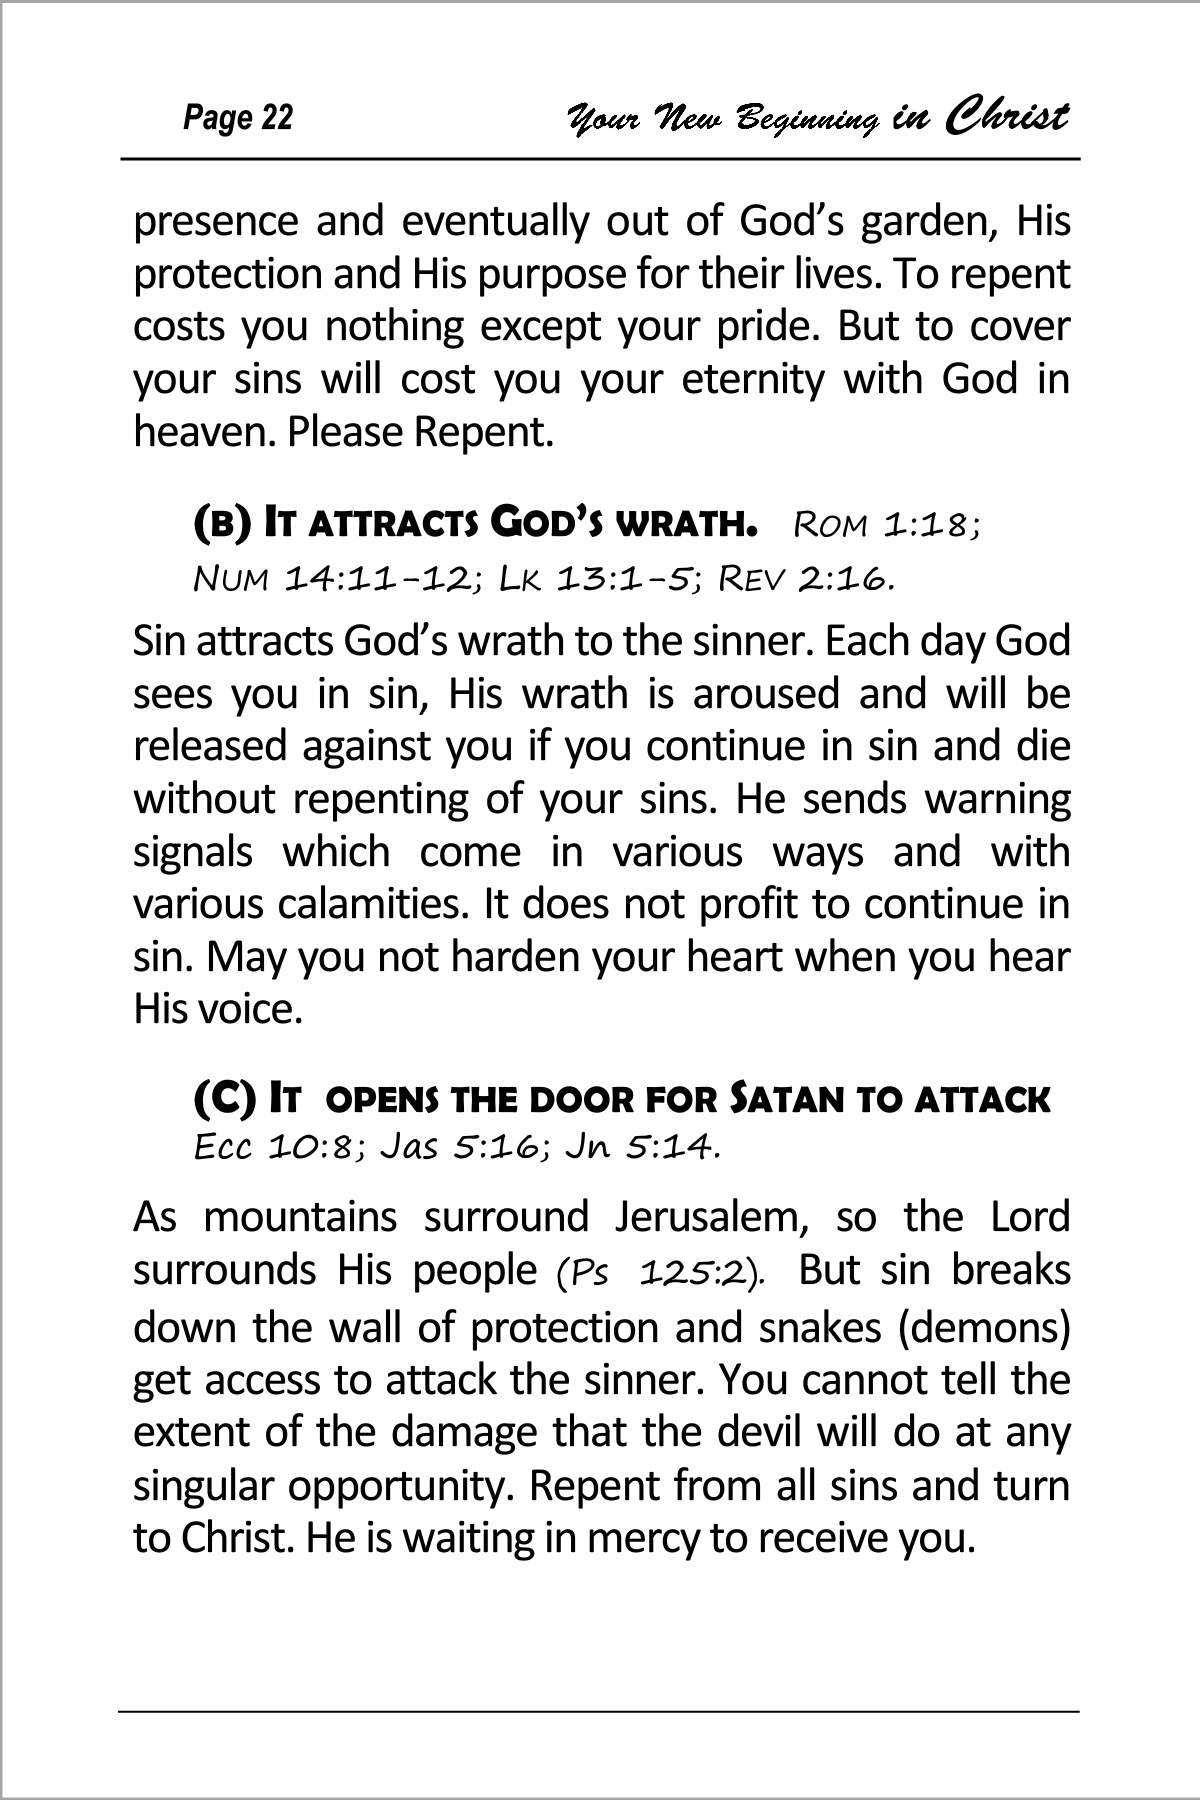 Page 22 Your New Beginning in Christ
presence and eventually out of God’s garden, His
protection and His purpose for their lives. To repent
costs you nothing except your pride. But to cover
your sins will cost you your eternity with God in
heaven. Please Repent.
(B) IT ATTRACTS GOD’S WRATH. ROM 1:18;
NUM 14:11-12; LK 13:1-5; REV 2:16.
Sin attracts God’s wrath to the sinner. Each day God
sees you in sin, His wrath is aroused and will be
released against you if you continue in sin and die
without repenting of your sins. He sends warning
signals which come in various ways and with
various calamities. It does not profit to continue in
sin. May you not harden your heart when you hear
His voice.
(C) IT OPENS THE DOOR FOR SATAN TO ATTACK
Ecc 10:8; Jas 5:16; Jn 5:14.
As mountains surround Jerusalem, so the Lord
surrounds His people (Ps 125:2). But sin breaks
down the wall of protection and snakes (demons)
get access to attack the sinner. You cannot tell the
extent of the damage that the devil will do at any
singular opportunity. Repent from all sins and turn
to Christ. He is waiting in mercy to receive you.